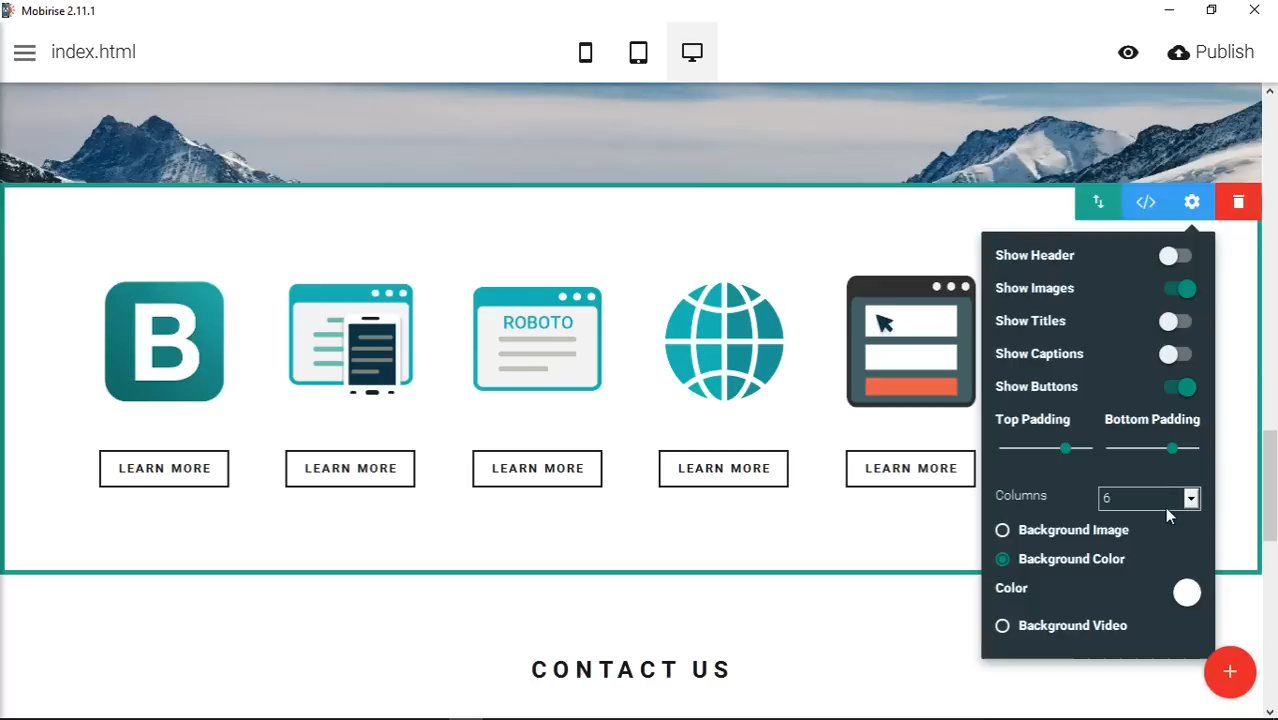 Mobirise 2.11.1
index.html
Publish
Show Header
Show Images
Show Titles
Show Captions
Show Buttons
Top Padding Bottom Padding
Columns 6
Background Image
Background Color
Color
Background Video
B
ROBOTO
LEARN MORE LEARN MORE LEARN MORE LEARN MORE LEARN MORE
CONTACT US